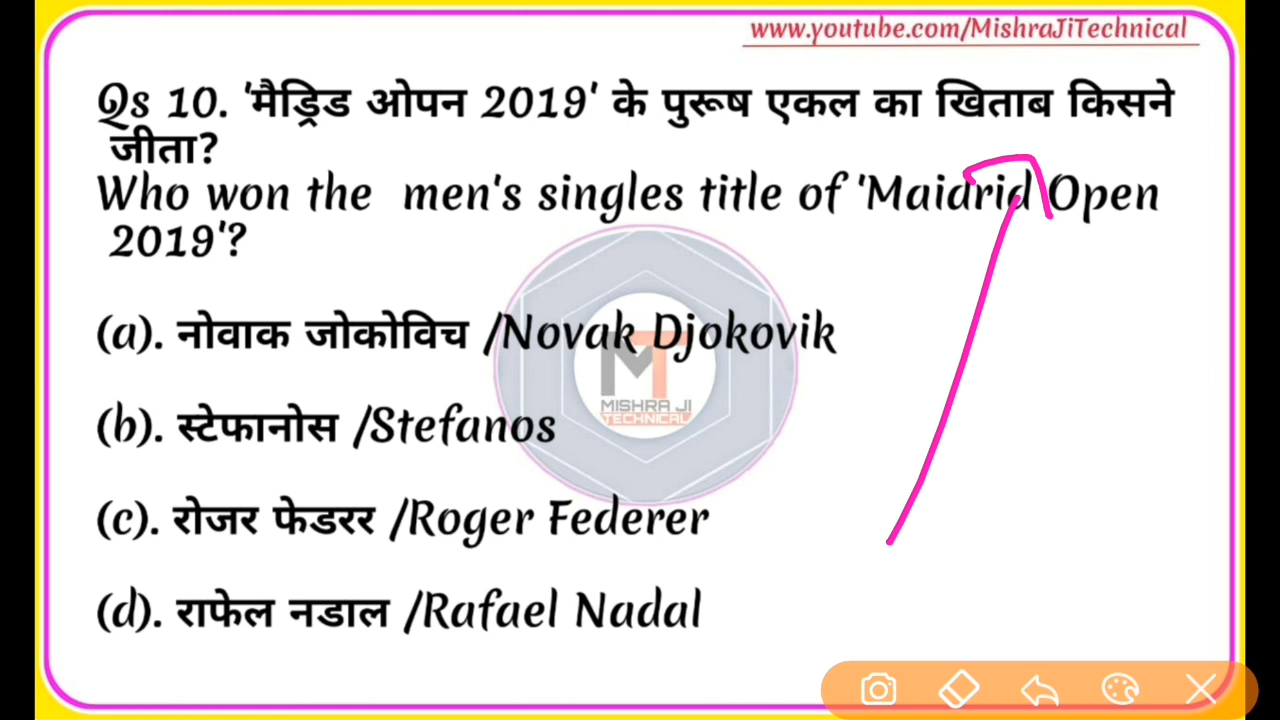 www.youtube.com/MishraJiTechnical
Qs 10. 'मैड्रिड ओपन 2019' के पुरूष एकल का खिताब किसने
जीता?
Who won the men's singles title of 'Maidrid Open
2019'?
(a). नोवाक जोकोविच /Novak Djokovik
(b). स्टेफानोस /Stefanos
MT
MISHRA JI
TECHNICAL
(c). रोजर फेडरर /Roger Federer
(d). राफेल नडाल /Rafael Nadal